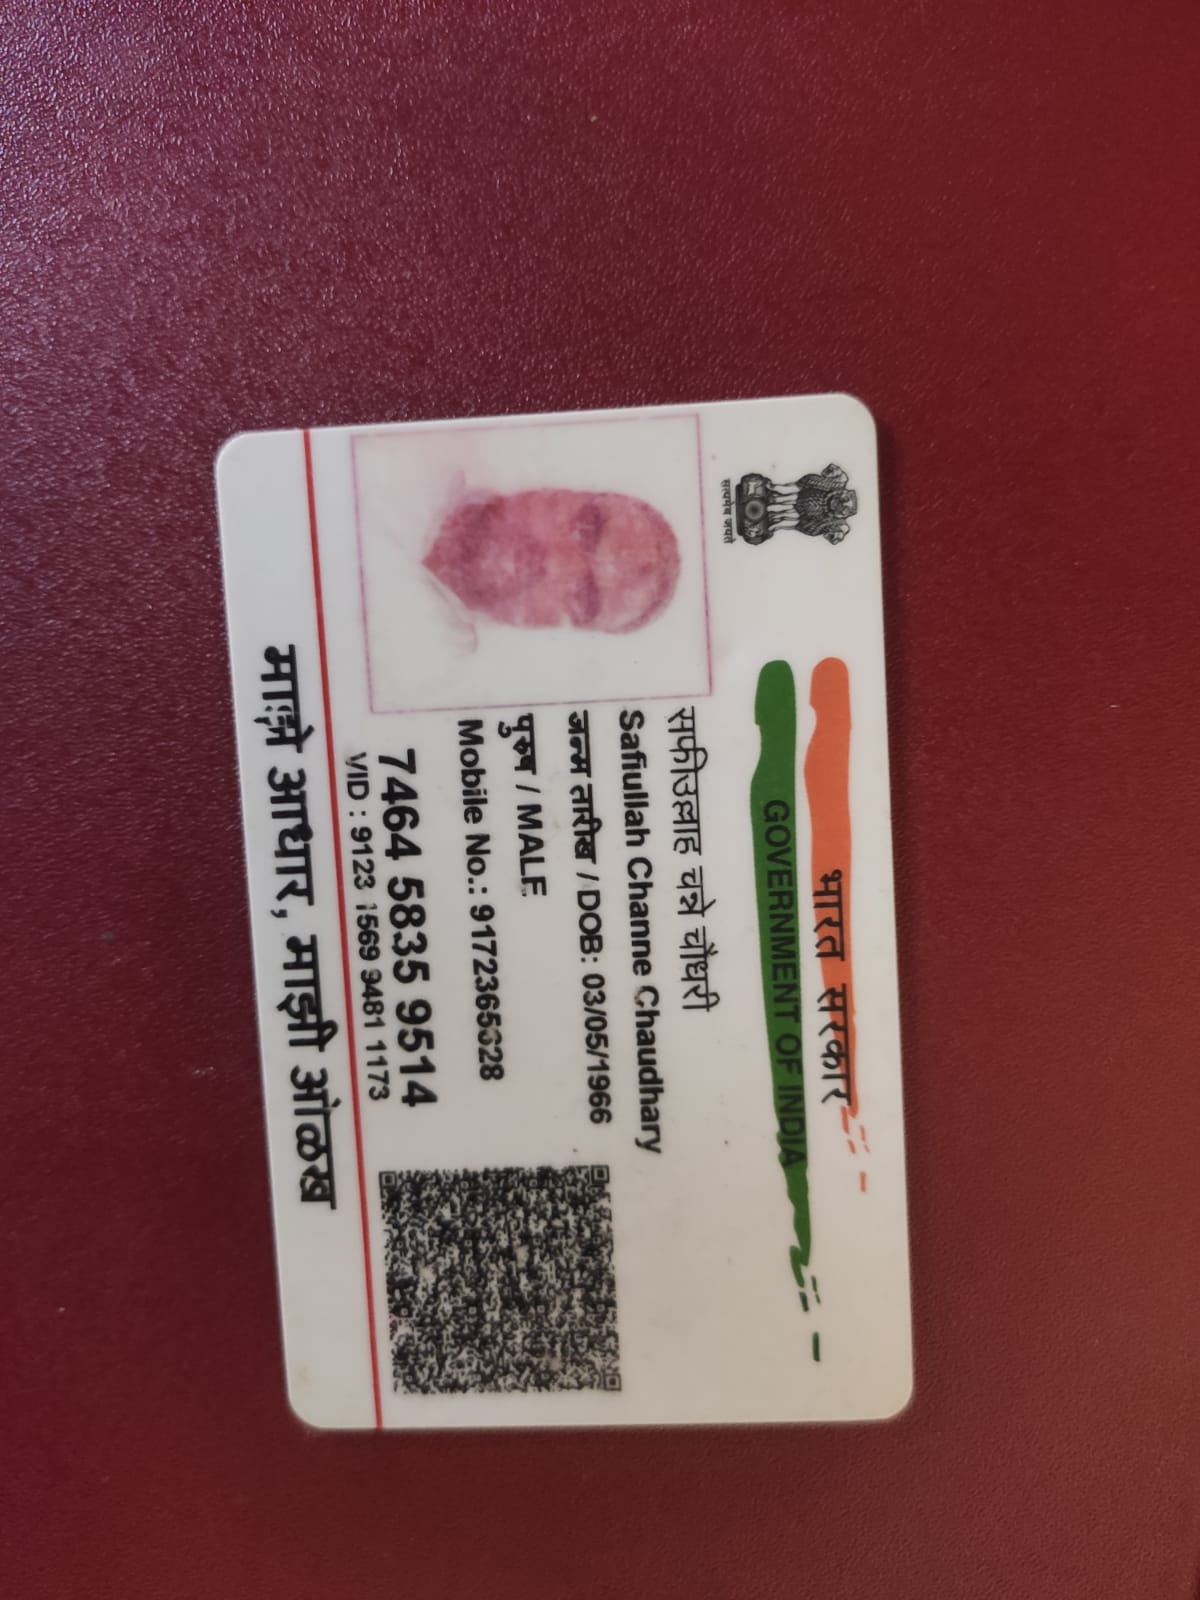 भारत सरकार
GOVERNMENT OF INDIA
सत्यमेव जयते
सफीउल्लाह चन्ने चौधरी
Safiullah Channe Chaudhary
जन्म तारीख / DOB: 03/05/1966
पुरुष / MALE
Mobile No.: 9172365328
7464 5835 9514
VID : 9123 1569 9481 1173
माझे आधार, माझी ओळख